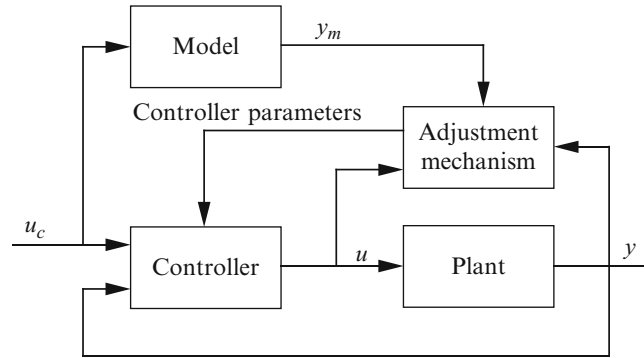 Model
y_m
Controller parameters
Adjustment
mechanism
u_c
Controller
u
Plant
y